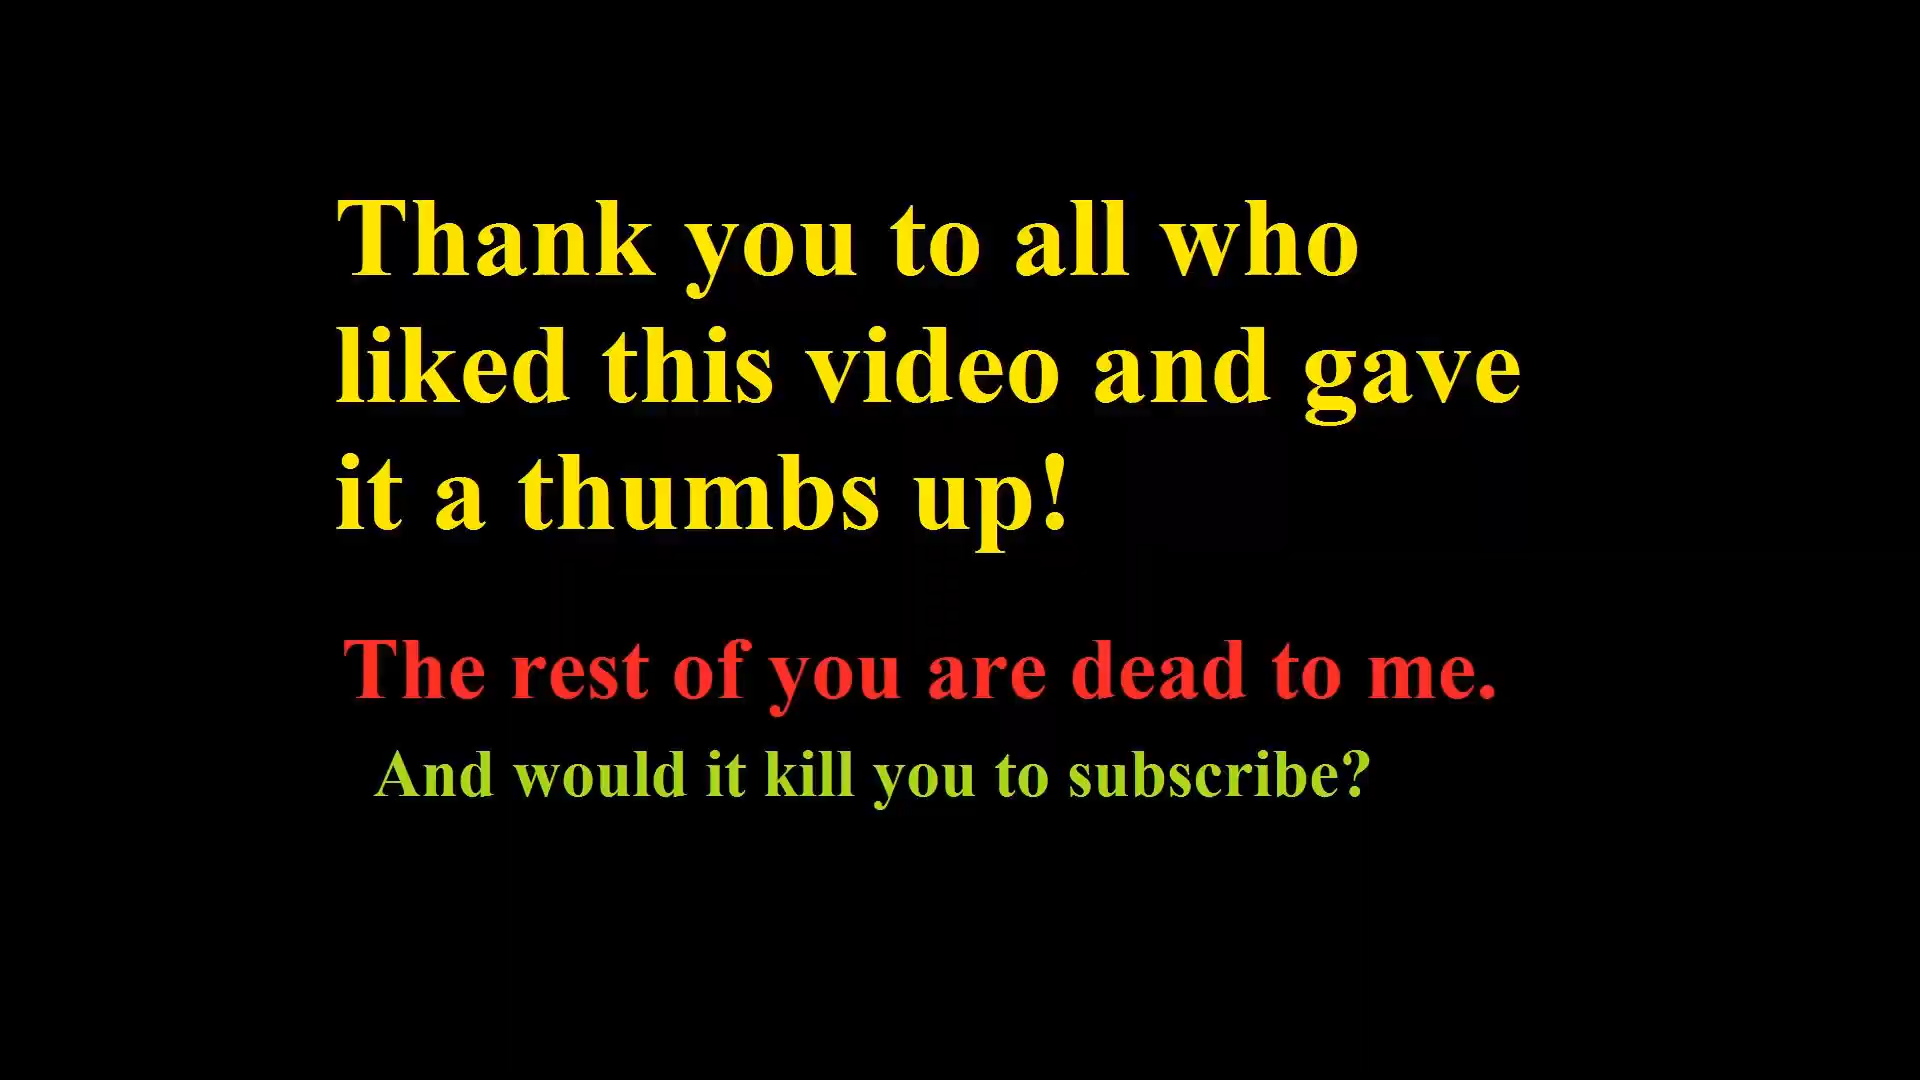 Thank you to all who
liked this video and gave
it a thumbs up!
The rest of you are dead to me.
And would it kill you to subscribe?